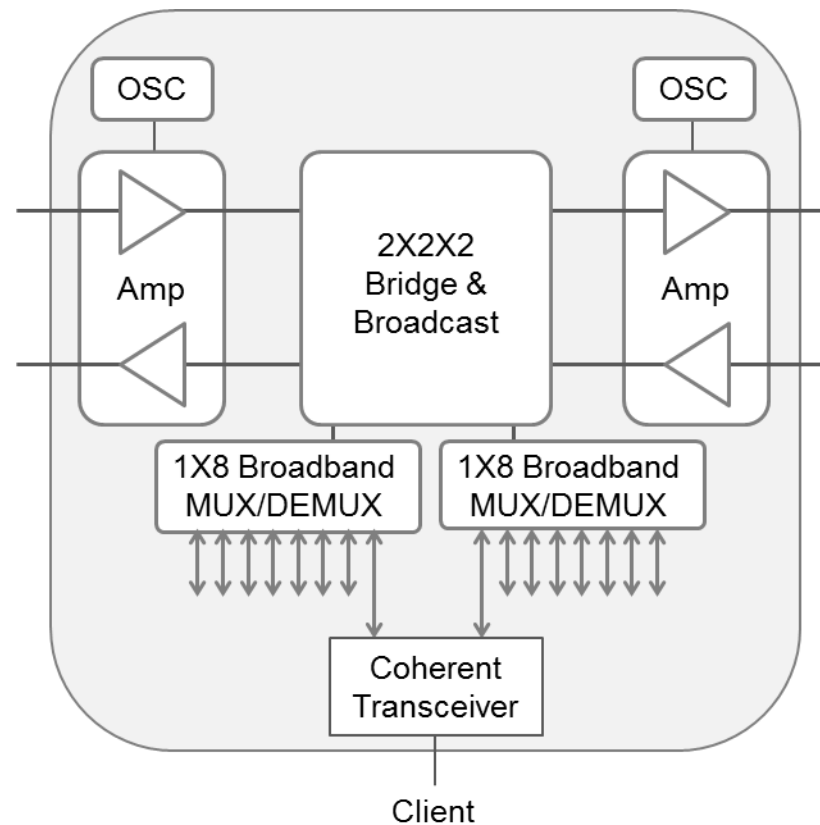 OSC
OSC
Amp
2X2X2
Bridge &
Broadcast
Amp
1X8 Broadband
MUX/DEMUX
1X8 Broadband
MUX/DEMUX
Coherent
Transceiver
Client